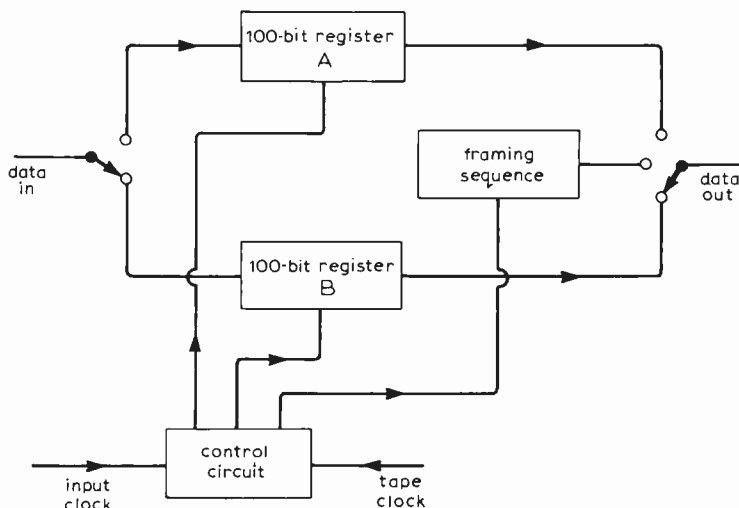 100-bit register
A
framing
sequence
data
in
data
out
100-bit register
B
control
circuit
input
clock
tape
clock